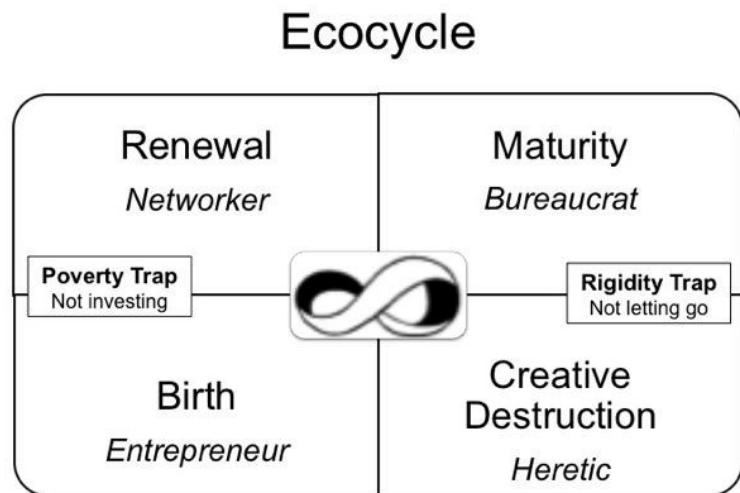 Ecocycle
Renewal
Networker
Maturity
Bureaucrat
Poverty Trap
Not investing
Rigidity Trap
Not letting go
Birth
Entrepreneur
Creative
Destruction
Heretic